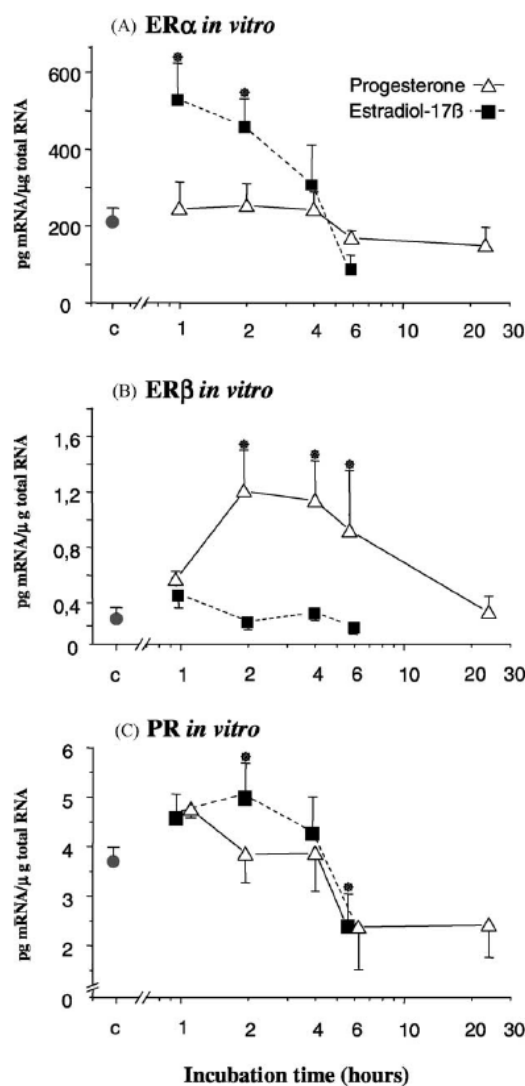 (A) ERα in vitro
600
400
200
0
pg mRNA/µg total RNA
Progesterone
Estradiol-17ß
*
*
c 1 2 4 6 10 20 30
(B) ERβ in vitro
1,6
1,2
0,8
0,4
0
pg mRNA/µ g total RNA
*
*
*
c 1 2 4 6 10 20 30
(C) PR in vitro
6
5
4
3
2
0
pg mRNA/µ g total RNA
*
*
c 1 2 4 6 10 20 30
Incubation time (hours)